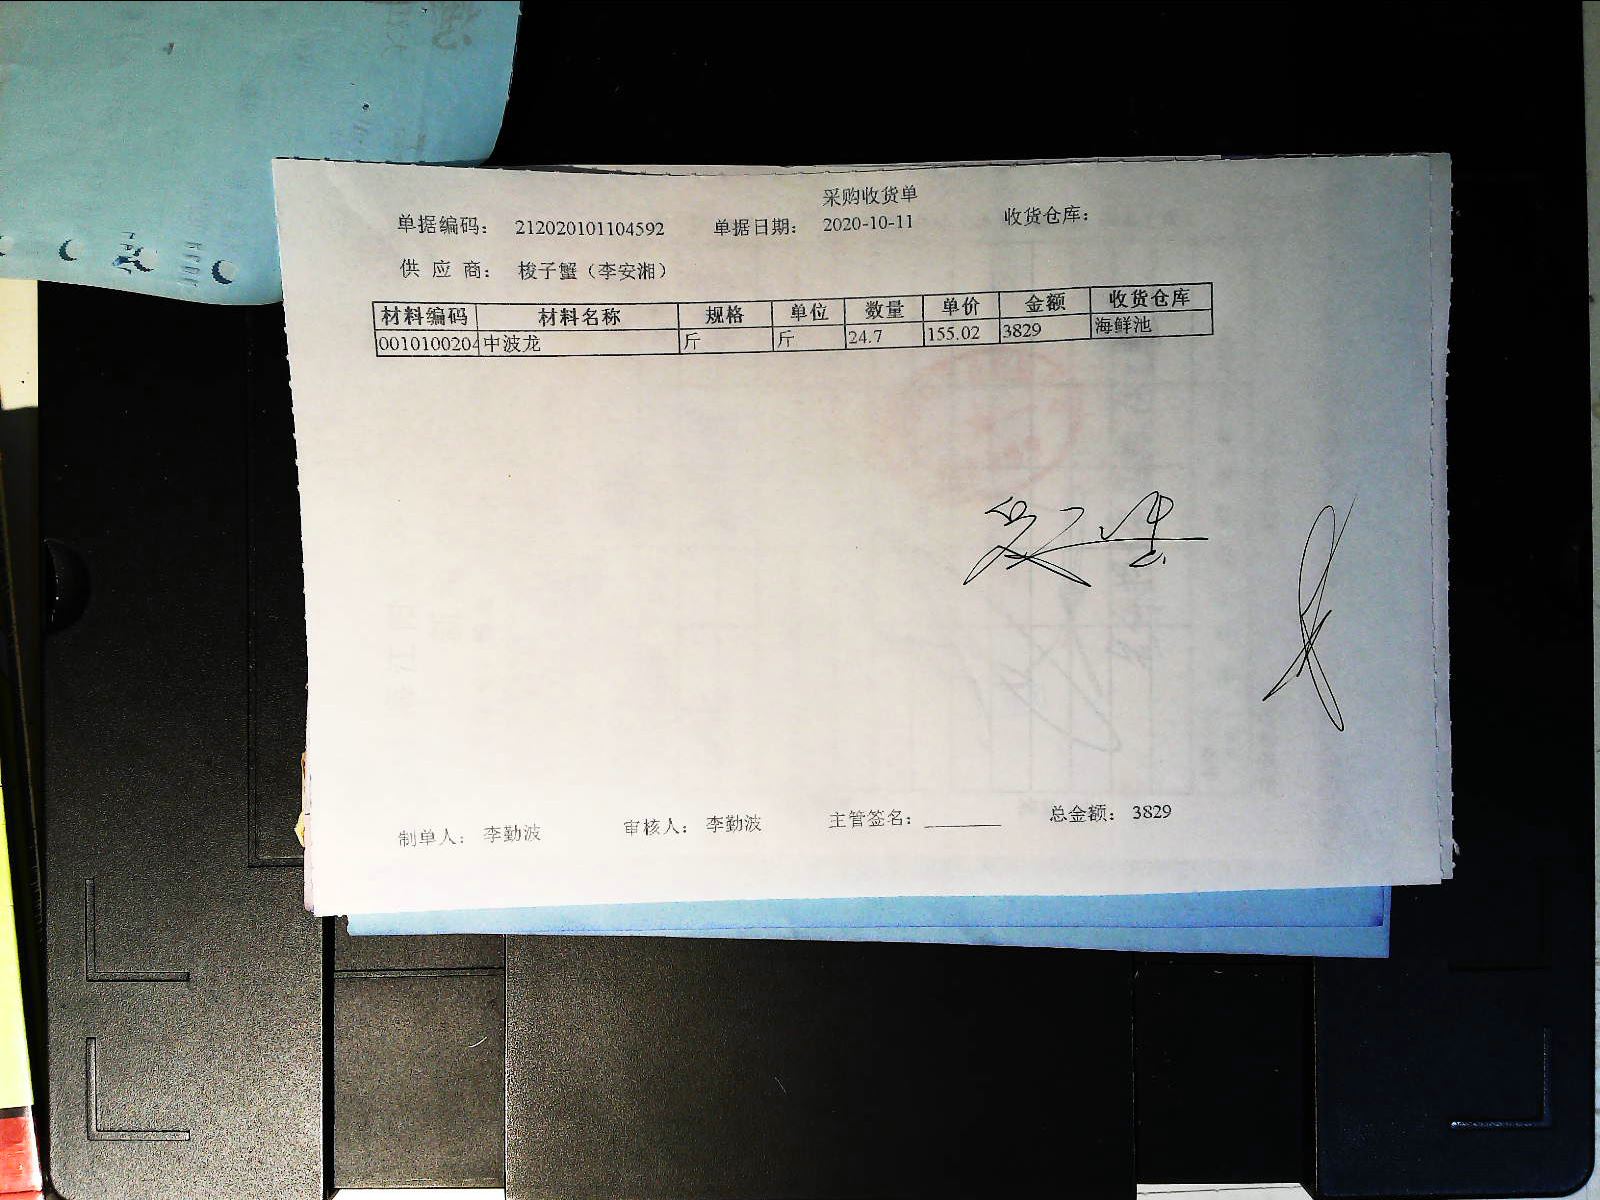 采购收货单
单据编码： 212020101104592 单据日期： 2020-10-11 收货仓库：
供 应 商： 梭子蟹（李安湘）
材料编码 材料名称 规格 单位 数量 单价 金额 收货仓库
0010100204 中波龙 斤 斤 24.7 155.02 3829 海鲜池
制单人： 李勤波 审核人： 李勤波 主管签名： ________ 总金额： 3829